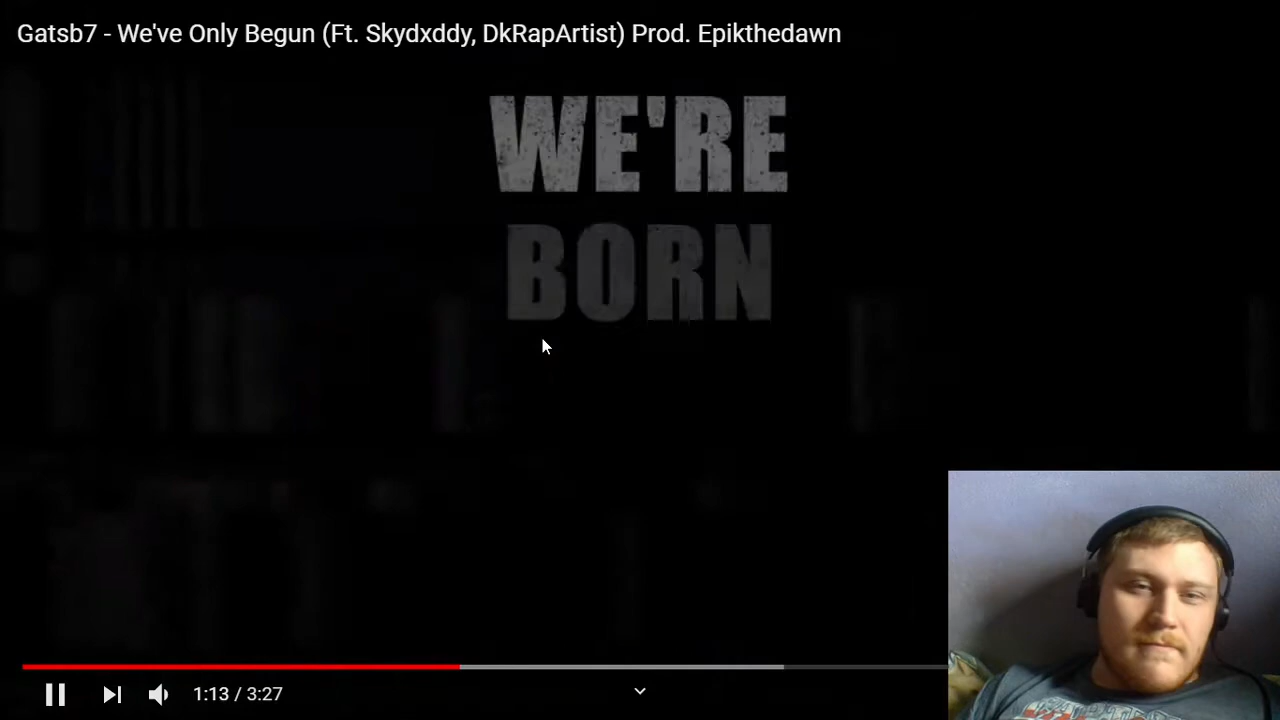 Gatsb7 - We've Only Begun (Ft. Skydxddy, DkRapArtist) Prod. Epikthedawn
WE'RE
BORN
1:13 / 3:27